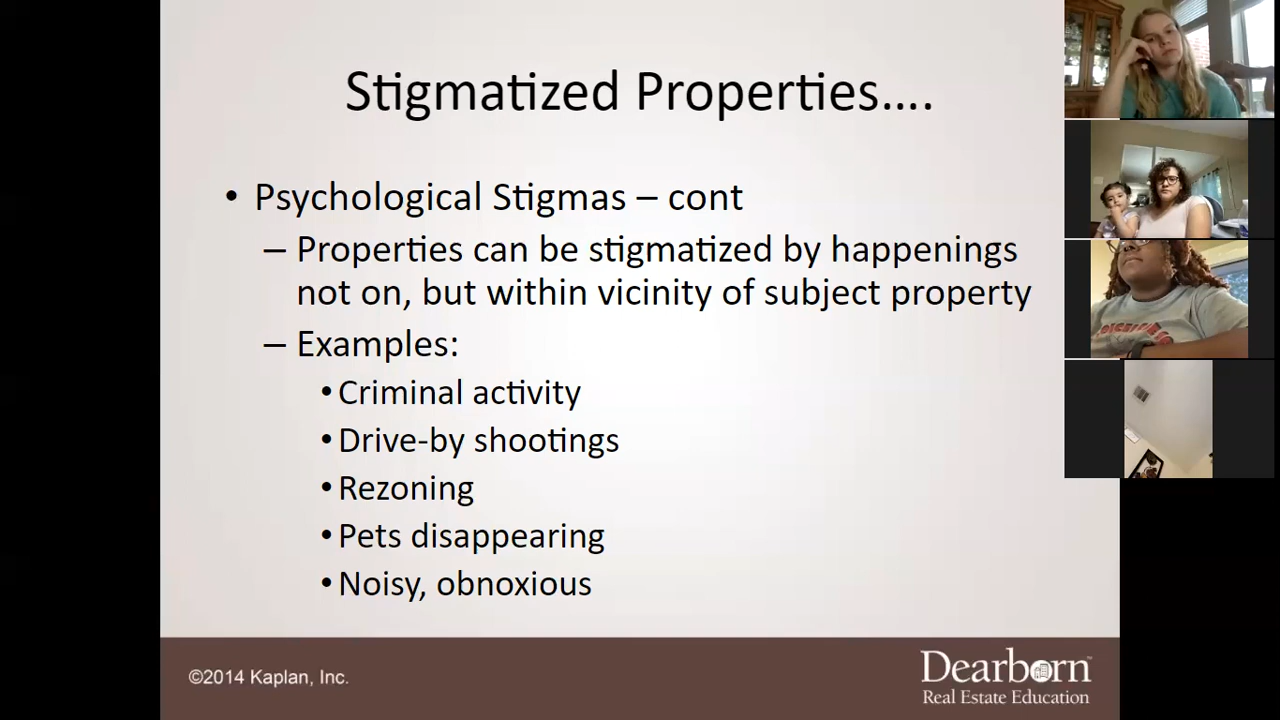 Stigmatized Properties....
• Psychological Stigmas – cont
– Properties can be stigmatized by happenings
not on, but within vicinity of subject property
– Examples:
• Criminal activity
• Drive-by shootings
• Rezoning
• Pets disappearing
• Noisy, obnoxious
©2014 Kaplan, Inc.
Dearborn™
Real Estate Education